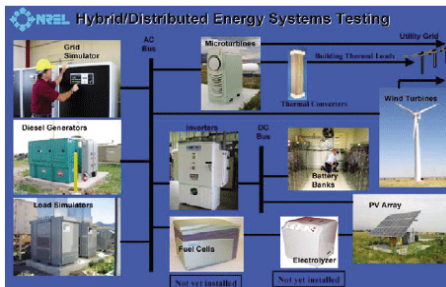 NREL Hybrid/Distributed Energy Systems Testing
Grid
Simulator
AC
Bus
Microturbines
Utility Grid
Building Thermal Loads
Thermal Converters
Wind Turbines
Diesel Generators
Inverters
DC
Bus
Battery
Banks
Load Simulators
PV Array
Fuel Cells
Electrolyzer
Not yet installed
Not yet installed